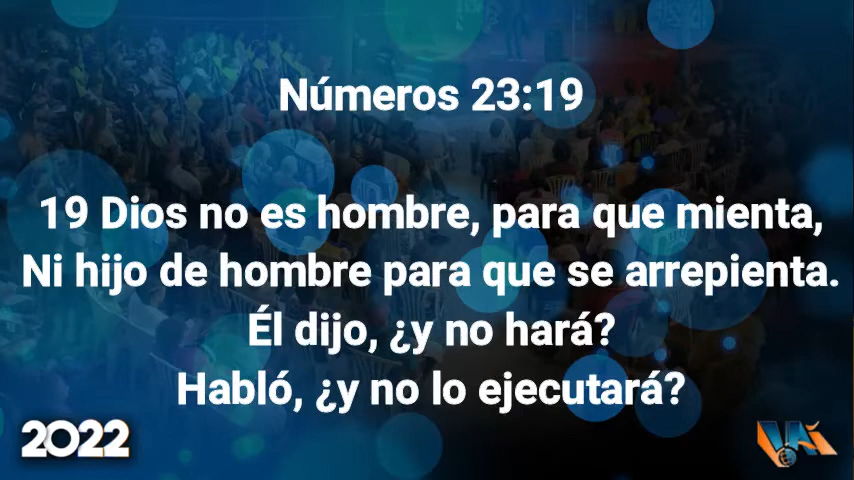 Números 23:19
19 Dios no es hombre, para que mienta,
Ni hijo de hombre para que se arrepienta.
Él dijo, ¿y no hará?
Habló, ¿y no lo ejecutará?
2022